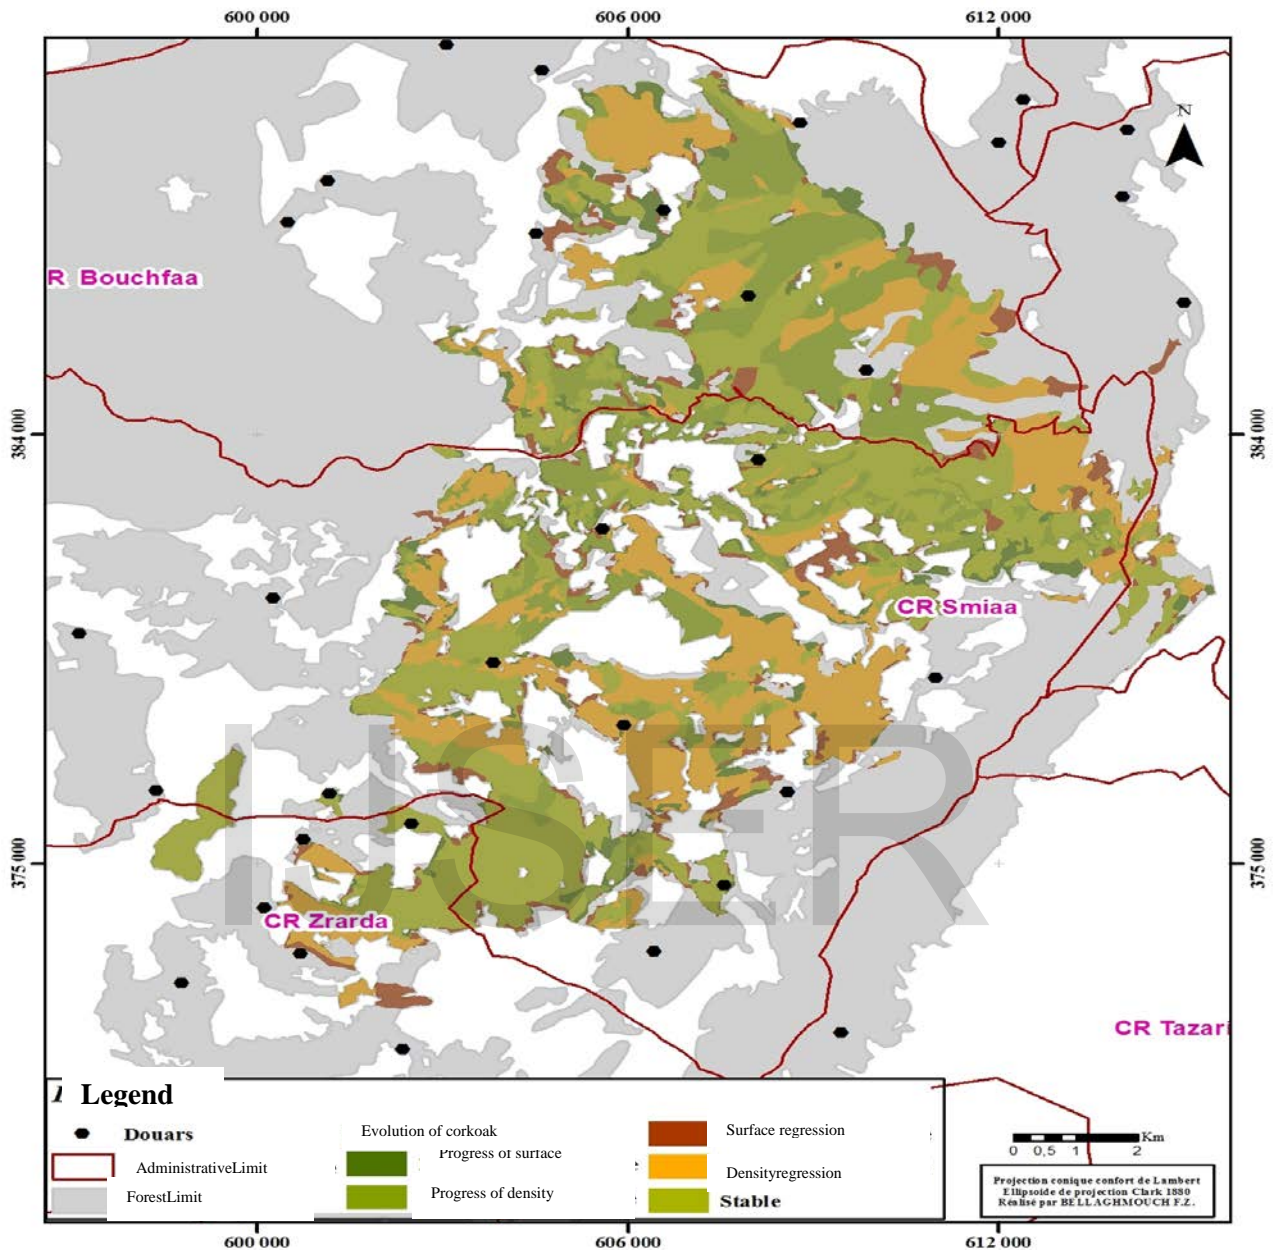 600 000 606 000 612 000
N
R Bouchfaa
384 000 384 000
CR Smiaa
IJSER
375 000 375 000
CR Zrarda
CR Tazari
Legend
Douars
AdministrativeLimit
ForestLimit
Evolution of corkoak
Progress of surface
Progress of density
Surface regression
Densityregression
Stable
Km
0 0,5 1 2
Projection conique confort de Lambert
Ellipsoide de projection Clark 1880
Réalisé par BELLAGHMOUCH F.Z.
600 000 606 000 612 000